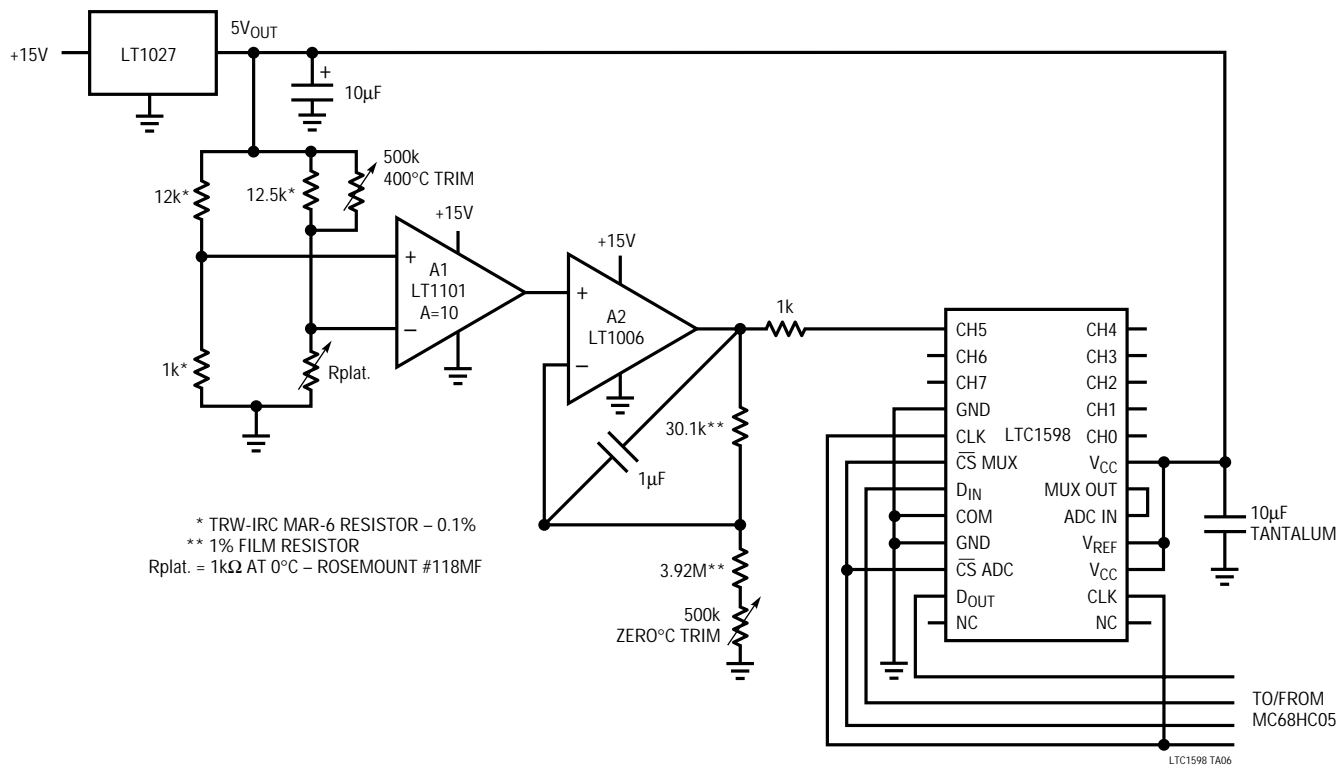 +15V
LT1027
5VOUT
+
10µF
12k*
12.5k*
500k
400°C TRIM
+15V
+
A1
LT1101
A=10
−
1k*
Rplat.
+15V
+
A2
LT1006
−
1k
30.1k**
1µF
3.92M**
500k
ZERO°C TRIM
* TRW-IRC MAR-6 RESISTOR – 0.1%
** 1% FILM RESISTOR
Rplat. = 1kΩ AT 0°C – ROSEMOUNT #118MF
LTC1598
CH5
CH6
CH7
GND
CLK
CS MUX
DIN
COM
GND
CS ADC
DOUT
NC
CH4
CH3
CH2
CH1
CH0
VCC
MUX OUT
ADC IN
VREF
VCC
CLK
NC
10µF
TANTALUM
TO/FROM
MC68HC05
LTC1598 TA06